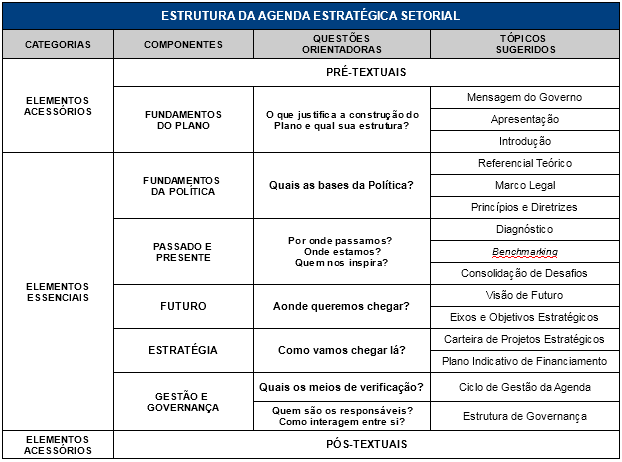 ESTRUTURA DA AGENDA ESTRATÉGICA SETORIAL
CATEGORIAS
COMPONENTES
QUESTÕES
ORIENTADORAS
TÓPICOS
SUGERIDOS
ELEMENTOS
ACESSÓRIOS
PRÉ-TEXTUAIS
FUNDAMENTOS
DO PLANO
O que justifica a construção do
Plano e qual sua estrutura?
Mensagem do Governo
Apresentação
Introdução
ELEMENTOS
ESSENCIAIS
FUNDAMENTOS
DA POLÍTICA
Quais as bases da Política?
Referencial Teórico
Marco Legal
Princípios e Diretrizes
PASSADO E
PRESENTE
Por onde passamos?
Onde estamos?
Quem nos inspira?
Diagnóstico
Benchmarking
Consolidação de Desafios
FUTURO
Aonde queremos chegar?
Visão de Futuro
Eixos e Objetivos Estratégicos
ESTRATÉGIA
Como vamos chegar lá?
Carteira de Projetos Estratégicos
Plano Indicativo de Financiamento
GESTÃO E
GOVERNANÇA
Quais os meios de verificação?
Ciclo de Gestão da Agenda
Quem são os responsáveis?
Como interagem entre si?
Estrutura de Governança
ELEMENTOS
ACESSÓRIOS
PÓS-TEXTUAIS